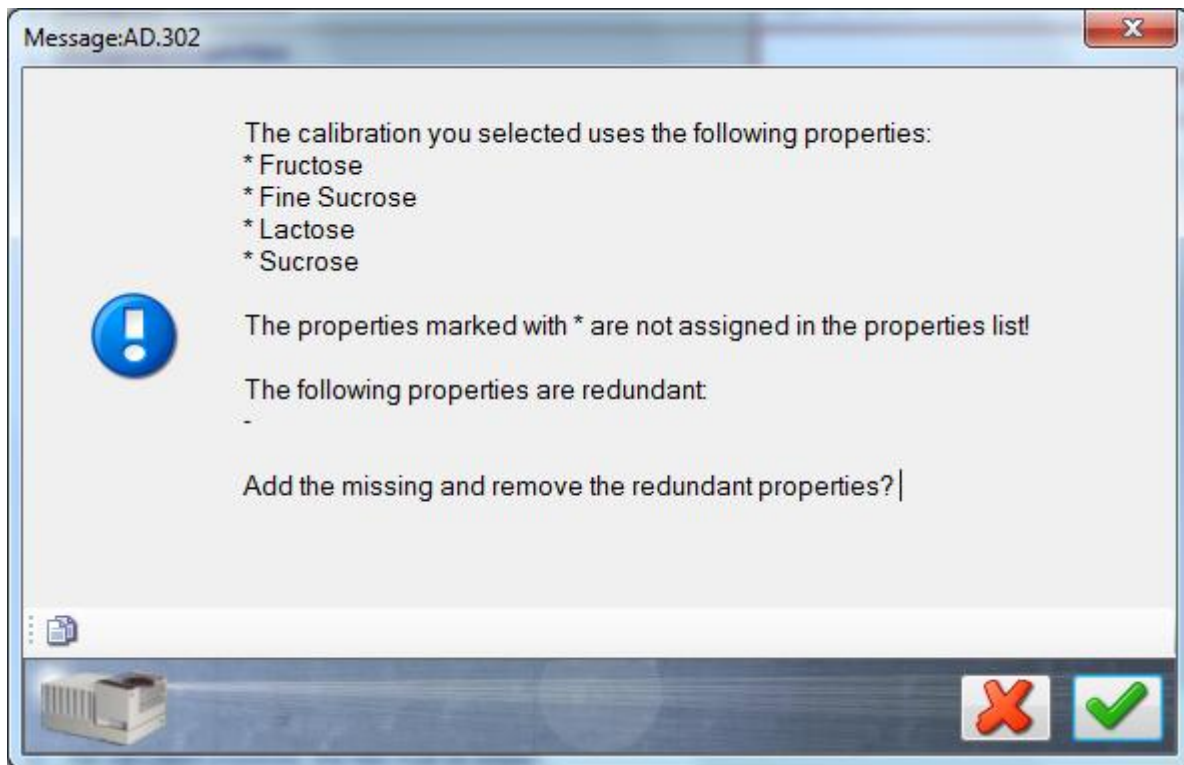 Message:AD.302
The calibration you selected uses the following properties:
* Fructose
* Fine Sucrose
* Lactose
* Sucrose
The properties marked with * are not assigned in the properties list!
The following properties are redundant:
-
Add the missing and remove the redundant properties?